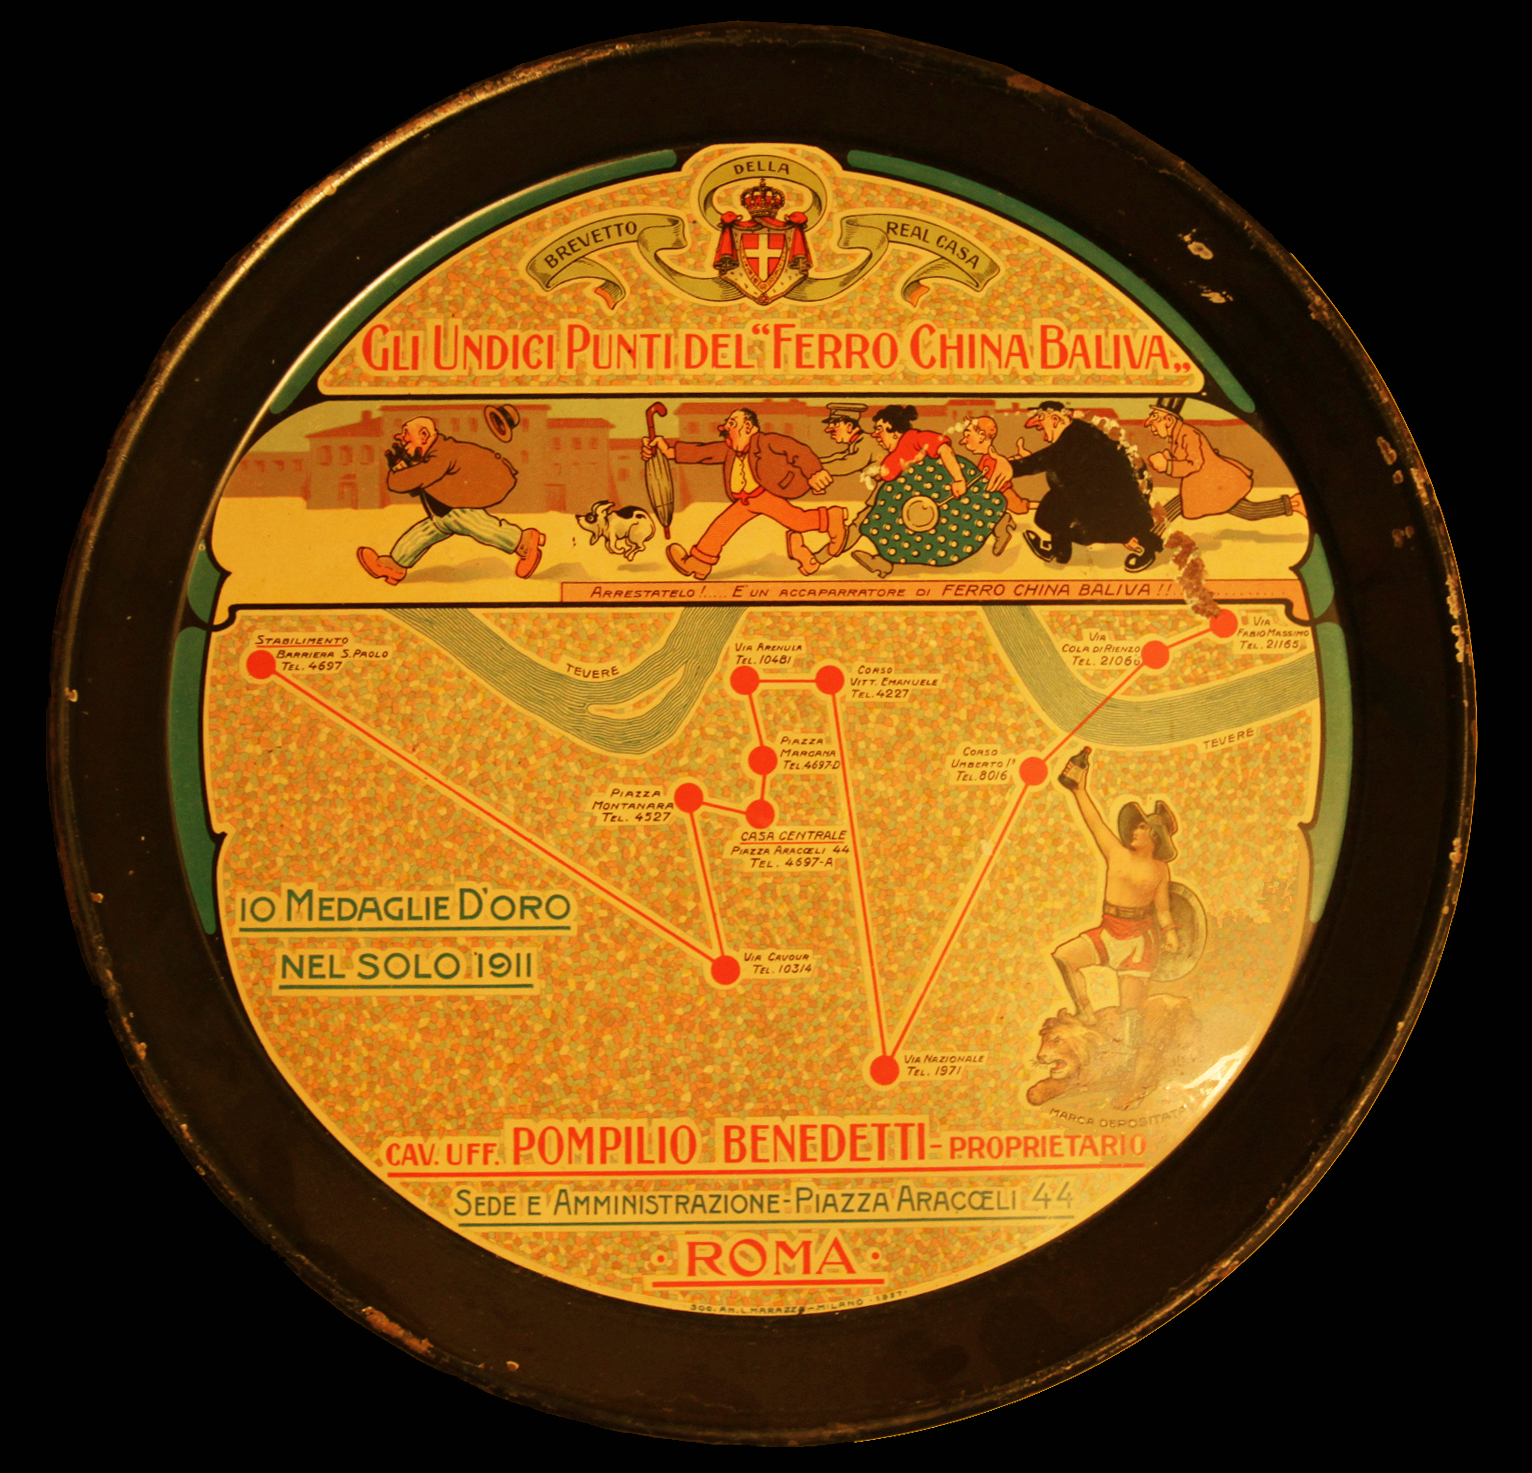 DELLA
BREVETTO
REAL CASA
GLI UNDICI PUNTI DEL "FERRO CHINA BALIVA„
ARRESTATELO!.... E' UN ACCAPARRATORE DI FERRO CHINA BALIVA!!
STABILIMENTO
BARRIERA S. PAOLO
TEL. 4697
TEVERE
VIA ARENULA
TEL. 10481
CORSO
VITT. EMANUELE
TEL. 4227
VIA
COLA DI RIENZO
TEL.
VIA
FABIO MASSIMO
TEL. 21165
TEVERE
PIAZZA
MARGANA
TEL. 4697-D
CORSO
UMBERTO I°
TEL. 8016
PIAZZA
MONTANARA
TEL. 4527
CASA CENTRALE
PIAZZA ARACŒLI 44
TEL. 4697-A
10 MEDAGLIE D'ORO
NEL SOLO 1911
VIA CAVOUR
TEL. 10314
VIA NAZIONALE
TEL. 1971
MARCA DEPOSITATA
CAV. UFF. POMPILIO BENEDETTI - PROPRIETARIO
SEDE E AMMINISTRAZIONE - PIAZZA ARACŒLI 44
· ROMA ·
SOC. AN. L. MARAZZA - MILANO